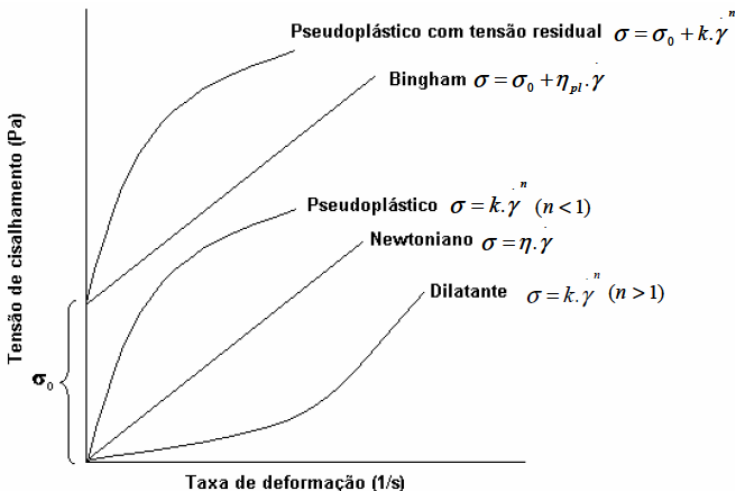 Pseudoplástico com tensão residual σ = σ₀ + k.γ̇ⁿ
Bingham σ = σ₀ + ηₚₗ.γ̇
Pseudoplástico σ = k.γ̇ⁿ (n < 1)
Newtoniano σ = η.γ̇
Dilatante σ = k.γ̇ⁿ (n > 1)
Tensão de cisalhamento (Pa)
σ₀
Taxa de deformação (1/s)